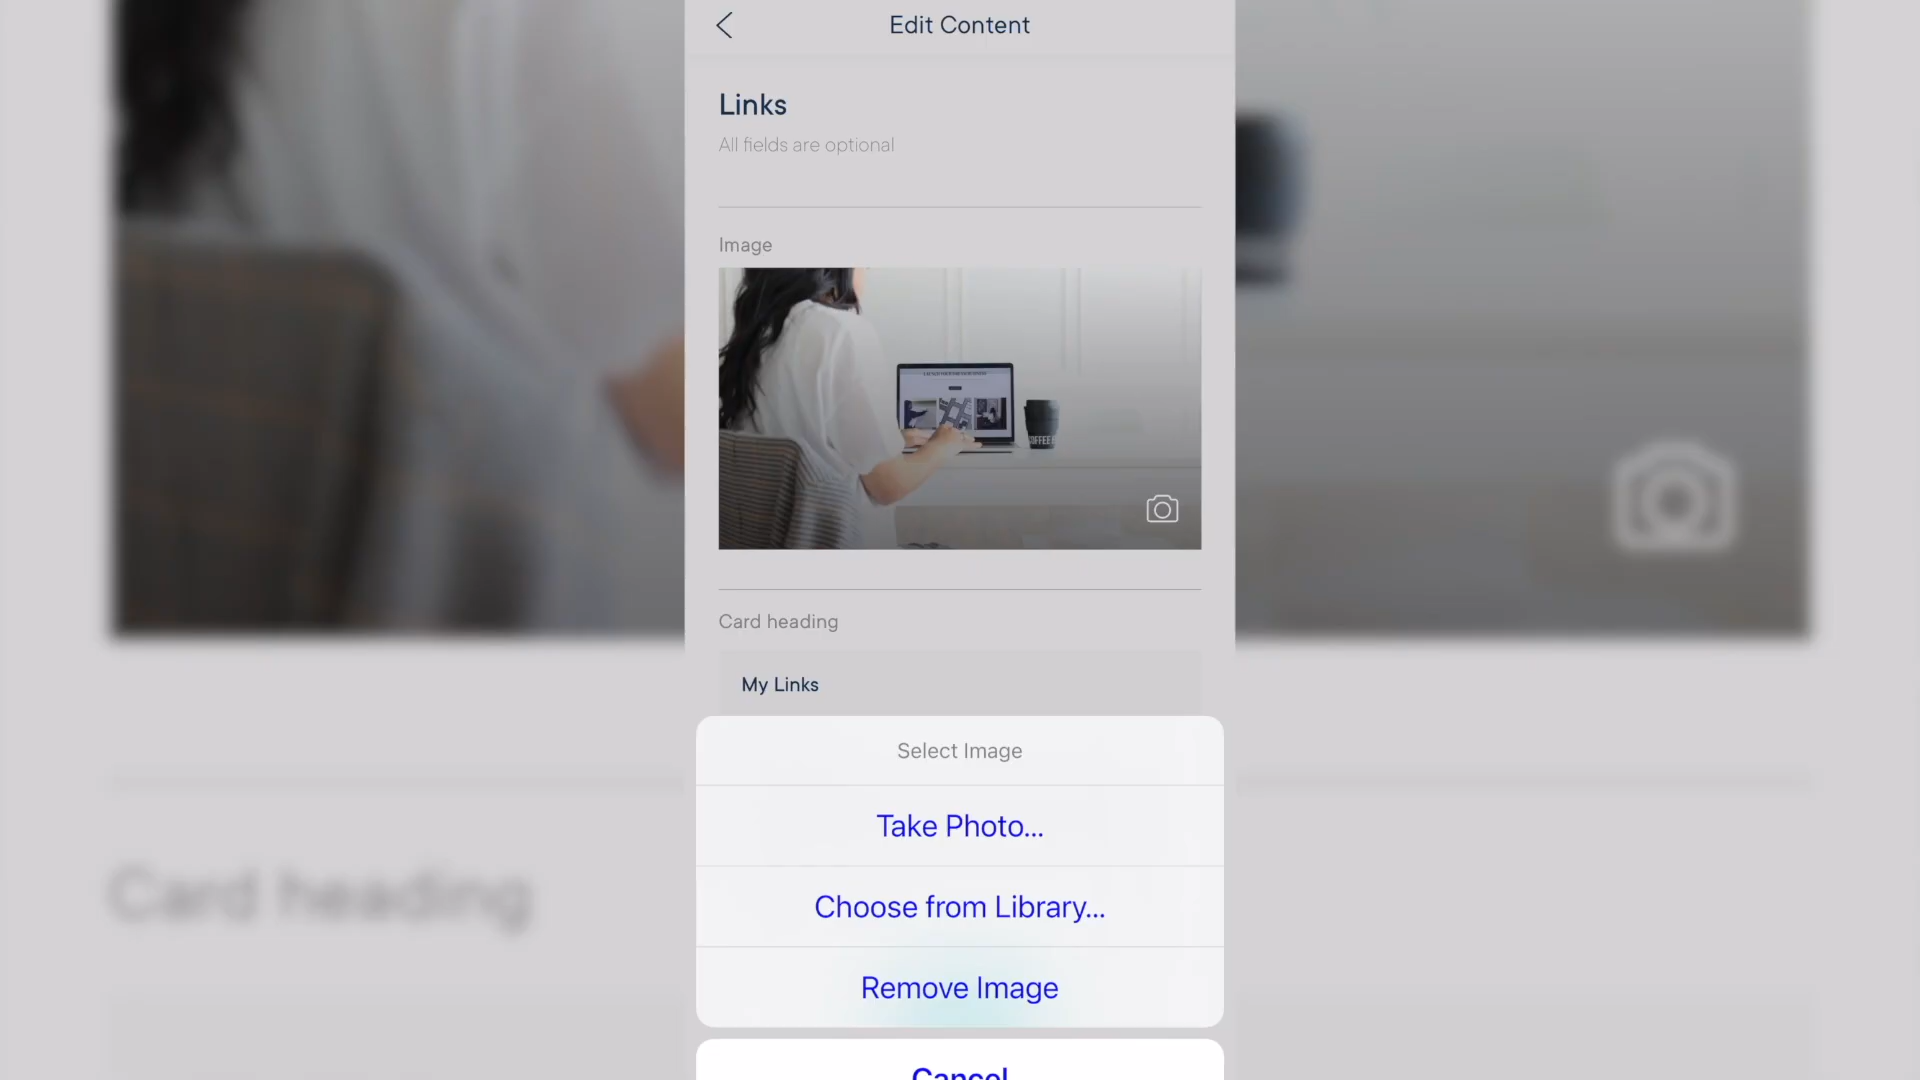 Edit Content
Links
All fields are optional
Image
COFFEE
Card heading
My Links
Card heading
Select Image
Take Photo...
Choose from Library...
Remove Image
Cancel